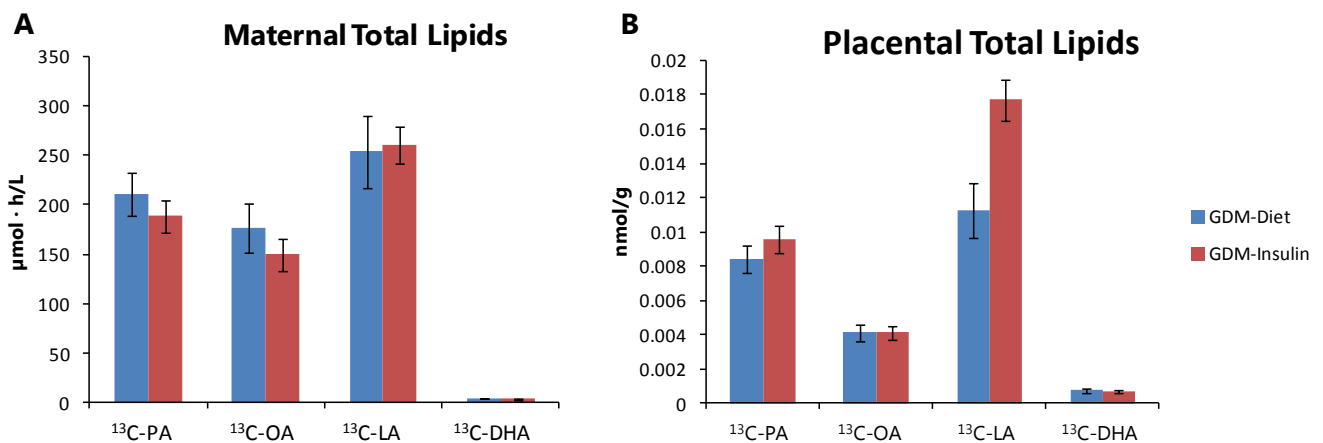 A
Maternal Total Lipids
350
300
250
200
150
100
50
0
µmol · h/L
¹³C-PA ¹³C-OA ¹³C-LA ¹³C-DHA
B
Placental Total Lipids
0.02
0.018
0.016
0.014
0.012
0.01
0.008
0.006
0.004
0.002
0
nmol/g
¹³C-PA ¹³C-OA ¹³C-LA ¹³C-DHA
GDM-Diet
GDM-Insulin